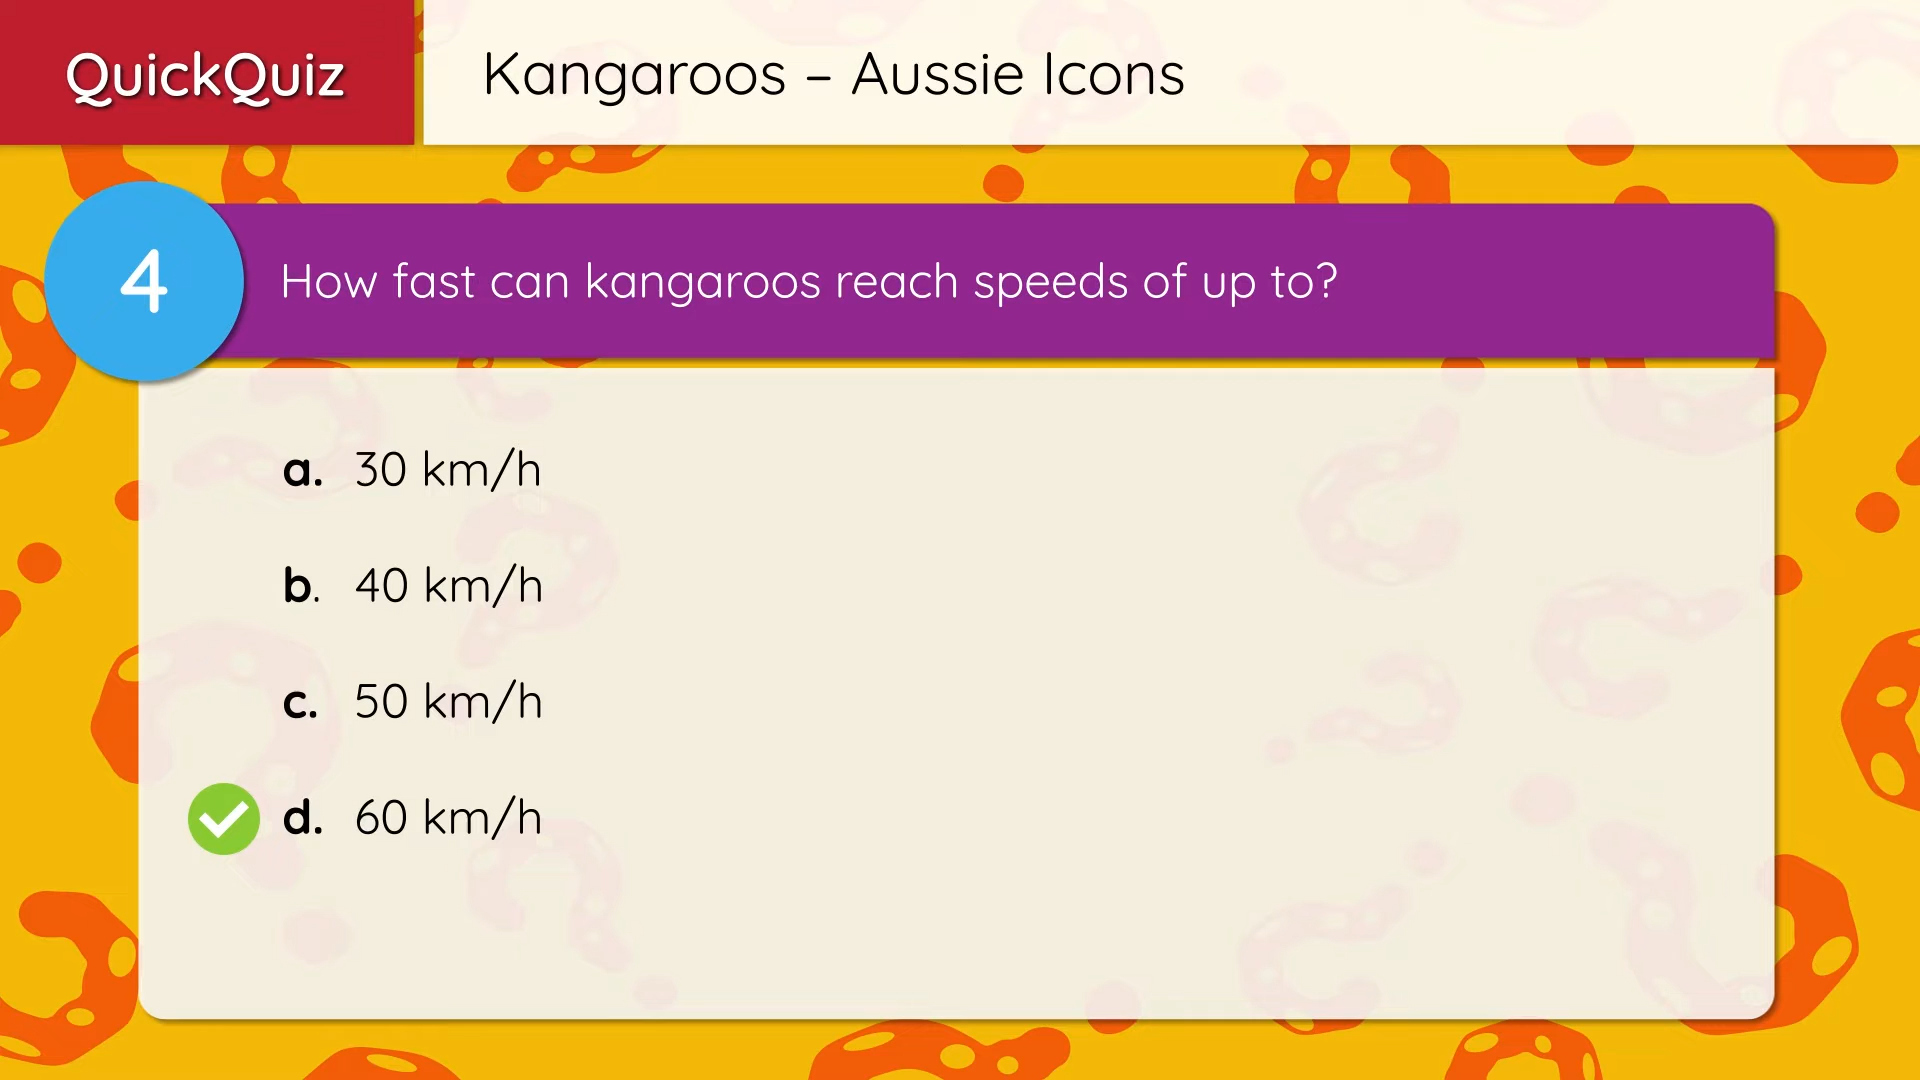 QuickQuiz
Kangaroos – Aussie Icons
4
How fast can kangaroos reach speeds of up to?
a. 30 km/h
b. 40 km/h
c. 50 km/h
d. 60 km/h